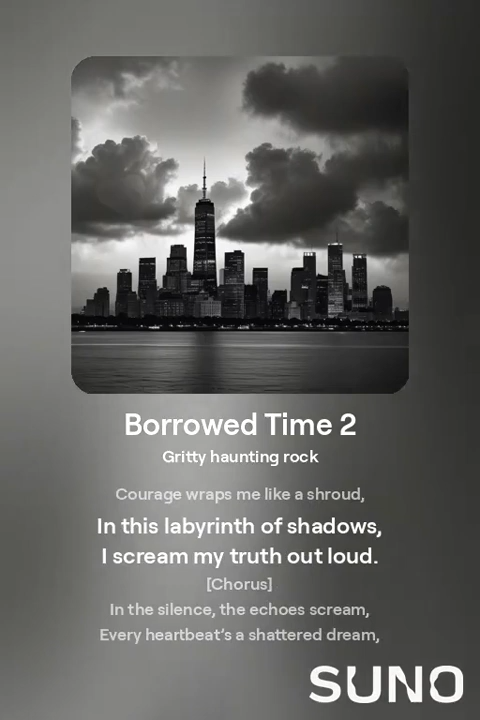 Borrowed Time 2
Gritty haunting rock
Courage wraps me like a shroud,
In this labyrinth of shadows,
I scream my truth out loud.
[Chorus]
In the silence, the echoes scream,
Every heartbeat's a shattered dream,
SUNO